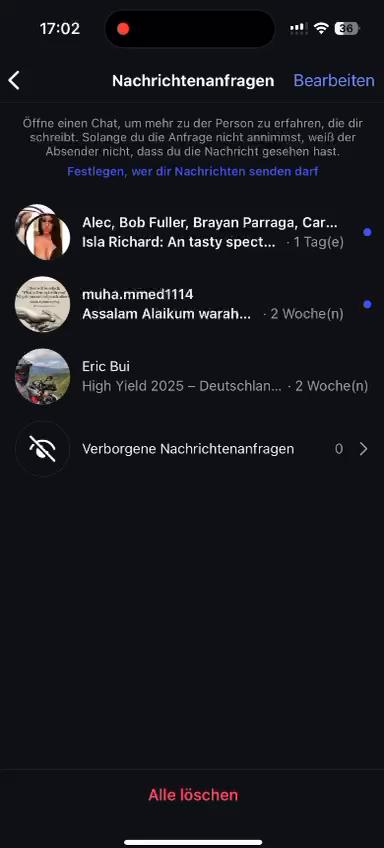 17:02
36
Nachrichtenanfragen
Bearbeiten
Öffne einen Chat, um mehr zu der Person zu erfahren, die dir
schreibt. Solange du die Anfrage nicht annimmst, weiß der
Absender nicht, dass du die Nachricht gesehen hast.
Festlegen, wer dir Nachrichten senden darf
Alec, Bob Fuller, Brayan Parraga, Car...
Isla Richard: An tasty spect... · 1 Tag(e)
muha.mmed1114
Assalam Alaikum warah... · 2 Woche(n)
Eric Bui
High Yield 2025 – Deutschlan... · 2 Woche(n)
Verborgene Nachrichtenanfragen
0
Alle löschen